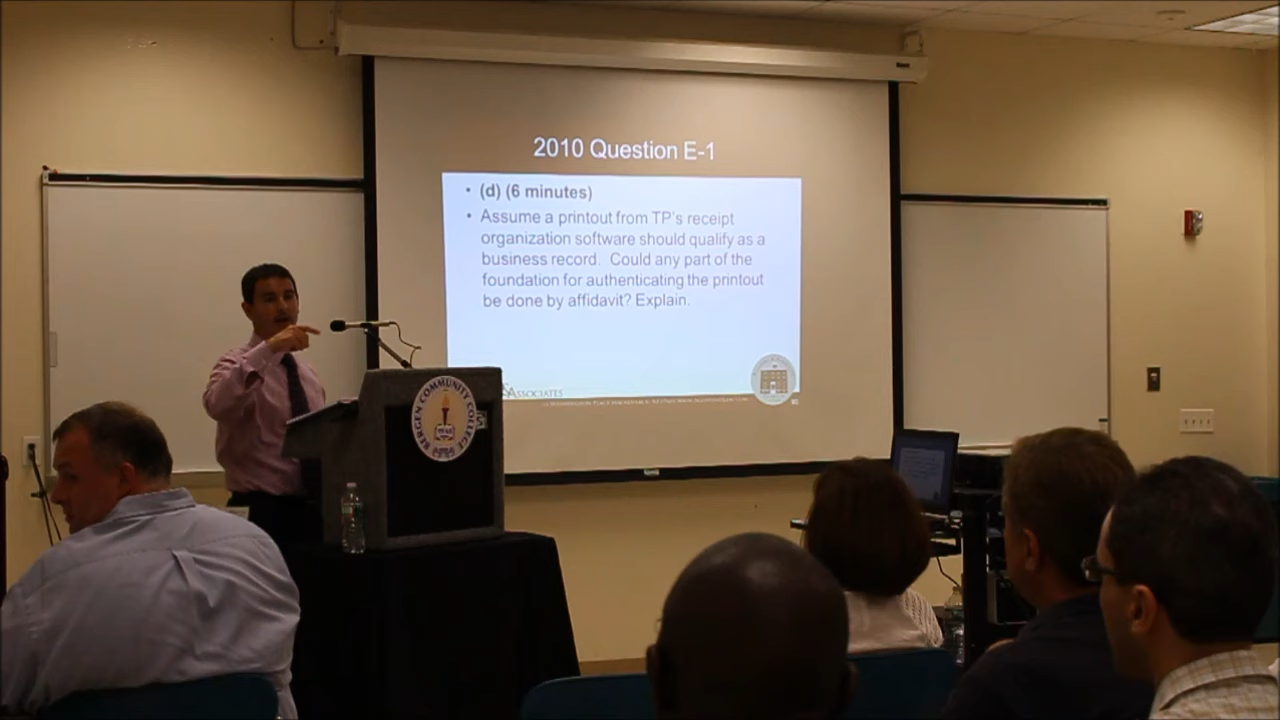 2010 Question E-1
• (d) (6 minutes)
• Assume a printout from TP's receipt
organization software should qualify as a
business record. Could any part of the
foundation for authenticating the printout
be done by affidavit? Explain.
ASSOCIATES
BERGEN COMMUNITY COLLEGE